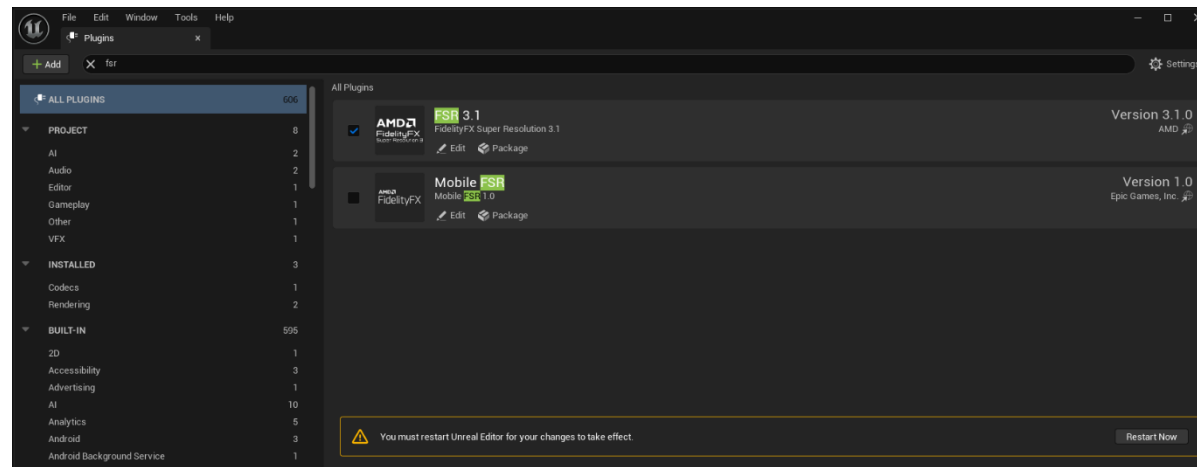 File Edit Window Tools Help
Plugins
Add fsr Settings
ALL PLUGINS 606
PROJECT 8
AI 2
Audio 2
Editor 1
Gameplay 1
Other 1
VFX 1
INSTALLED 3
Codecs 1
Rendering 2
BUILT-IN 595
2D 1
Accessibility 3
Advertising 1
AI 10
Analytics 5
Android 3
Android Background Service 1
All Plugins
AMD
FidelityFX
Super Resolution 3
FSR 3.1
FidelityFX Super Resolution 3.1
Edit Package
Version 3.1.0
AMD
AMD
FidelityFX
Mobile FSR
Mobile FSR 1.0
Edit Package
Version 1.0
Epic Games, Inc.
You must restart Unreal Editor for your changes to take effect.
Restart Now